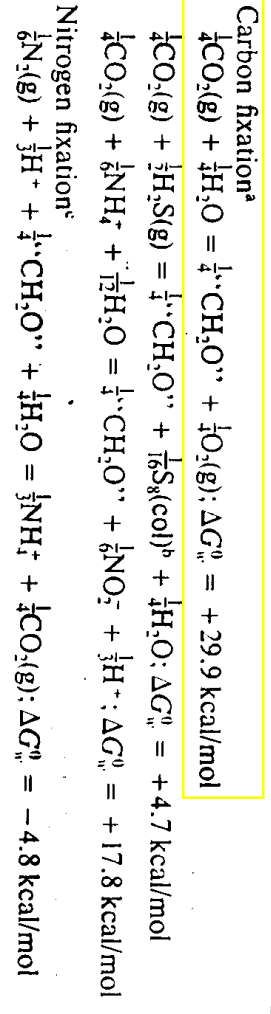 Carbon fixationᵃ
¼CO₂(g) + ¼H₂O = ¼“CH₂O” + ¼O₂(g); ΔG⁰w = +29.9 kcal/mol
¼CO₂(g) + ½H₂S(g) = ¼“CH₂O” + 1/16S₈(col)ᵇ + ¼H₂O; ΔG⁰w = +4.7 kcal/mol
¼CO₂(g) + ⅙NH₄⁺ + 1/12H₂O = ¼“CH₂O” + ⅙NO₂⁻ + ⅓H⁺; ΔG⁰w = +17.8 kcal/mol
Nitrogen fixationᶜ
⅙N₂(g) + ⅓H⁺ + ¼“CH₂O” + ¼H₂O = ⅓NH₄⁺ + ¼CO₂(g); ΔG⁰w = −4.8 kcal/mol